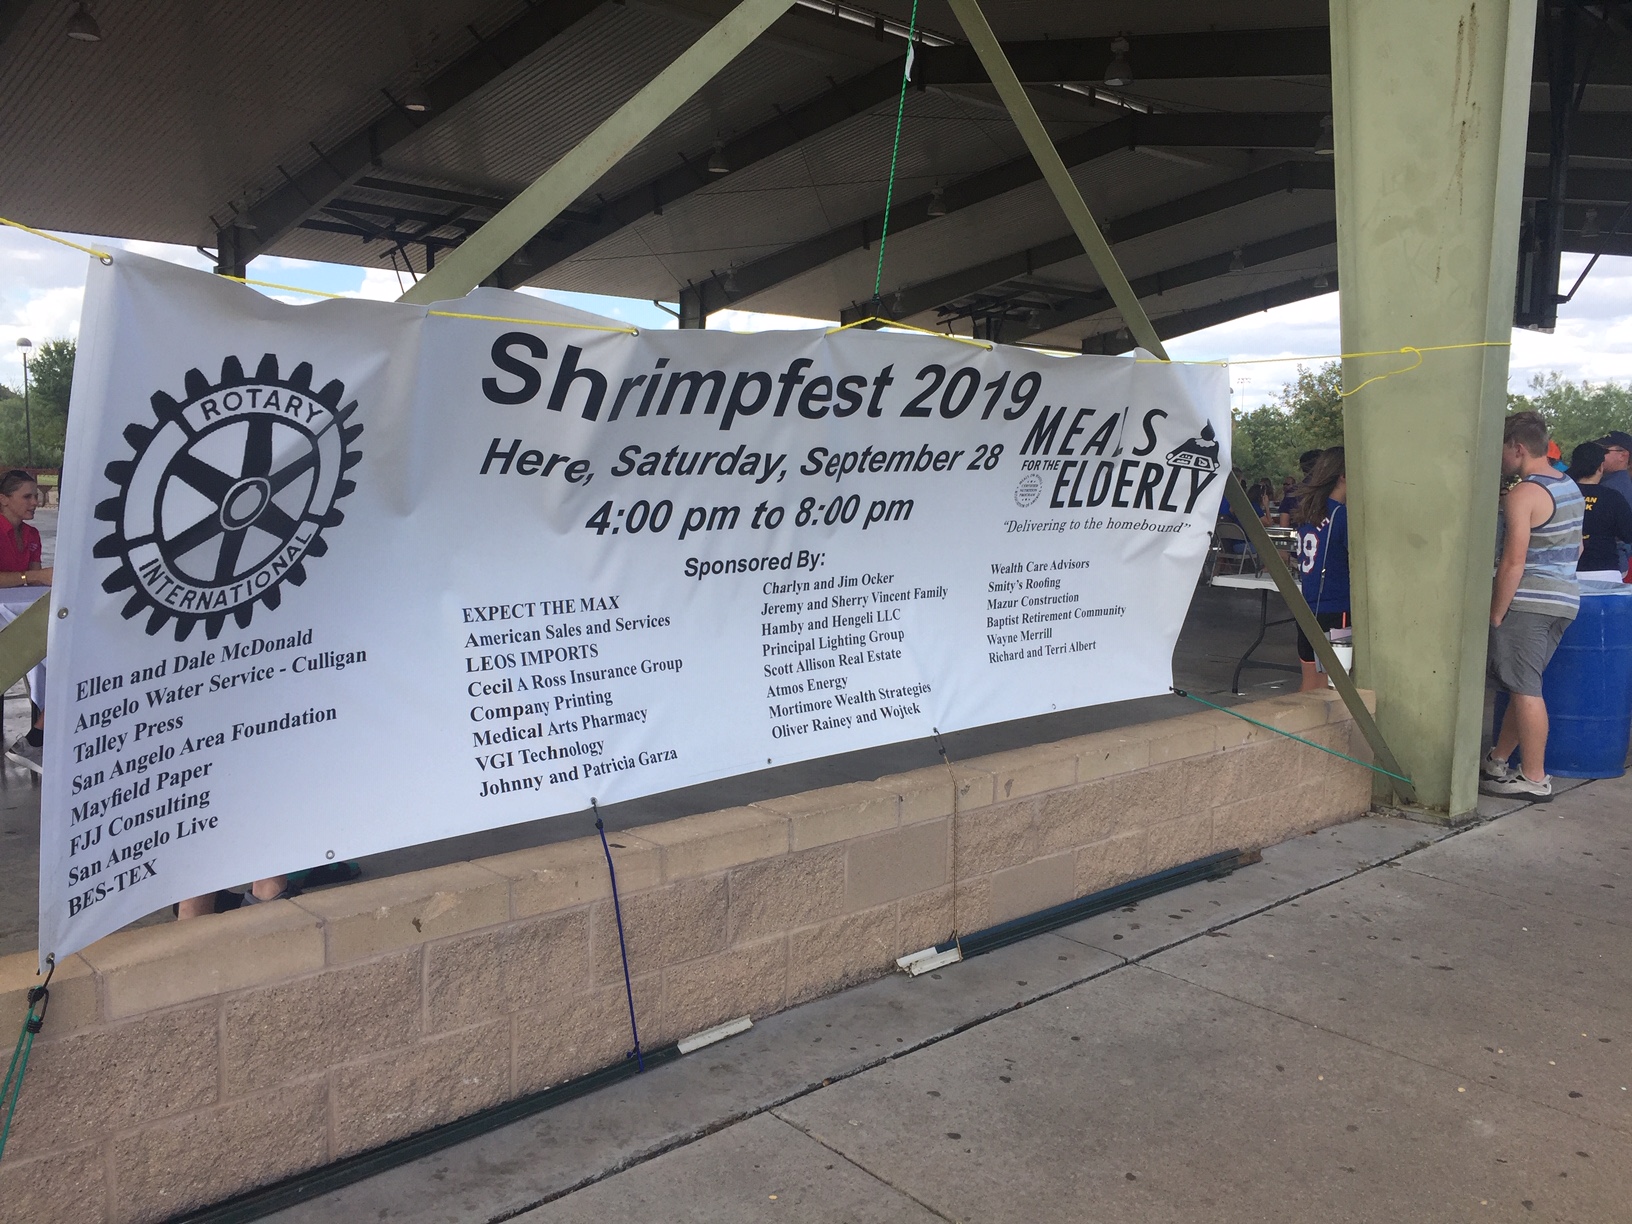 ROTARY
INTERNATIONAL
Shrimpfest 2019
Here, Saturday, September 28
4:00 pm to 8:00 pm
MEALS
FOR THE
ELDERLY
"Delivering to the homebound"
Sponsored By:
Ellen and Dale McDonald
Angelo Water Service - Culligan
Talley Press
San Angelo Area Foundation
Mayfield Paper
FJJ Consulting
San Angelo Live
BES-TEX
EXPECT THE MAX
American Sales and Services
LEOS IMPORTS
Cecil A Ross Insurance Group
Company Printing
Medical Arts Pharmacy
VGI Technology
Johnny and Patricia Garza
Charlyn and Jim Ocker
Jeremy and Sherry Vincent Family
Hamby and Hengeli LLC
Principal Lighting Group
Scott Allison Real Estate
Atmos Energy
Mortimore Wealth Strategies
Oliver Rainey and Wojtek
Wealth Care Advisors
Smity's Roofing
Mazur Construction
Baptist Retirement Community
Wayne Merrill
Richard and Terri Albert